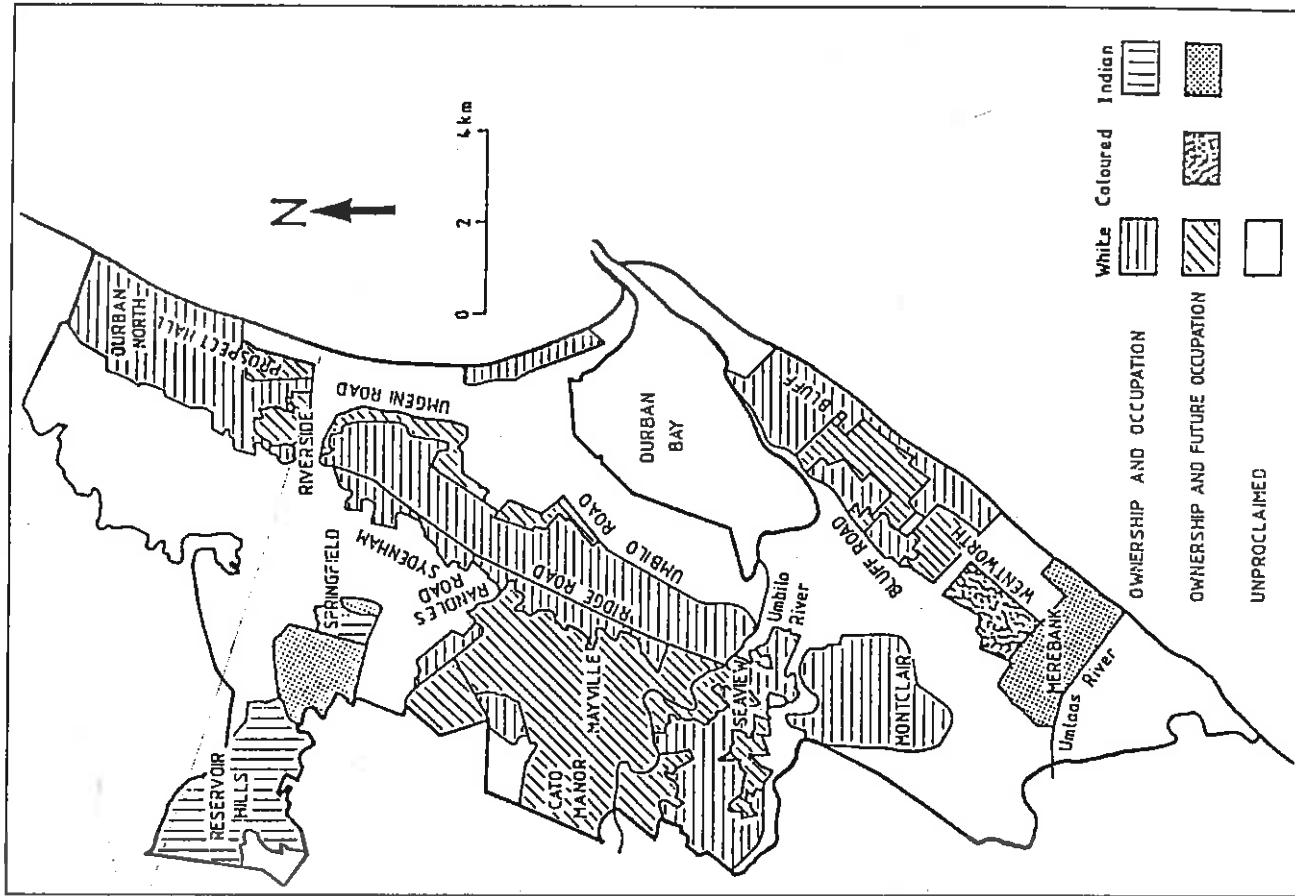 DURBAN
NORTH
PROSPECT HALL
RIVERSIDE
UMGENI ROAD
N
0 2 4km
SPRINGFIELD
SYDENHAM
RANDLES
ROAD
RIDGE ROAD
UMBILO
ROAD
DURBAN
BAY
RESERVOIR
HILLS
MAYVILLE
CATO
MANOR
SEAVIEW
Umbilo
River
BLUFF
BLUFF ROAD
WENTWORTH
MONTCLAIR
MEREBANK
Umlaas River
White Coloured Indian
OWNERSHIP AND OCCUPATION
OWNERSHIP AND FUTURE OCCUPATION
UNPROCLAIMED